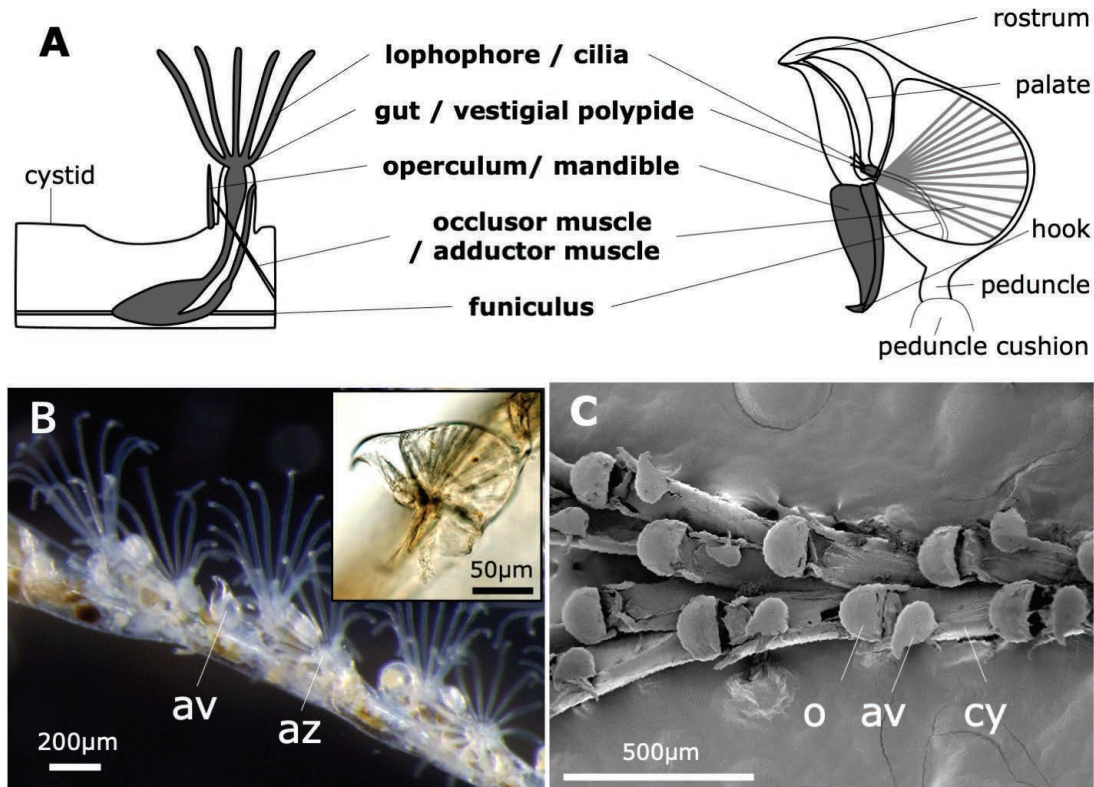 A
lophophore / cilia
gut / vestigial polypide
operculum/ mandible
cystid
occlusor muscle
/ adductor muscle
funiculus
rostrum
palate
hook
peduncle
peduncle cushion
B
50µm
av
az
200µm
C
o av cy
500µm